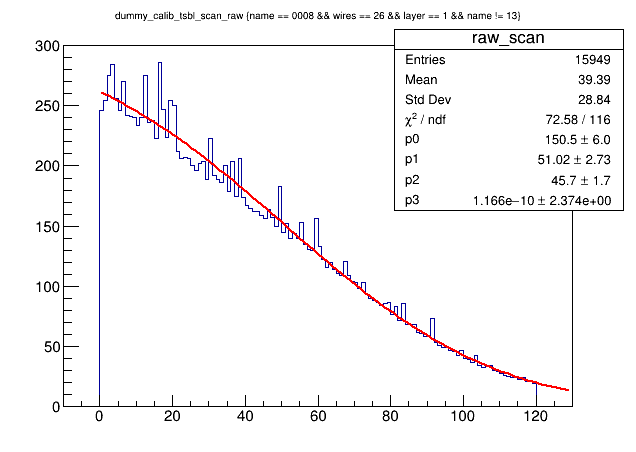 dummy_calib_tsbl_scan_raw {name == 0008 && wires == 26 && layer == 1 && name != 13}
raw_scan
Entries 15949
Mean 39.39
Std Dev 28.84
χ² / ndf 72.58 / 116
p0 150.5 ± 6.0
p1 51.02 ± 2.73
p2 45.7 ± 1.7
p3 1.166e−10 ± 2.374e+00
300
250
200
150
100
50
0
0 20 40 60 80 100 120